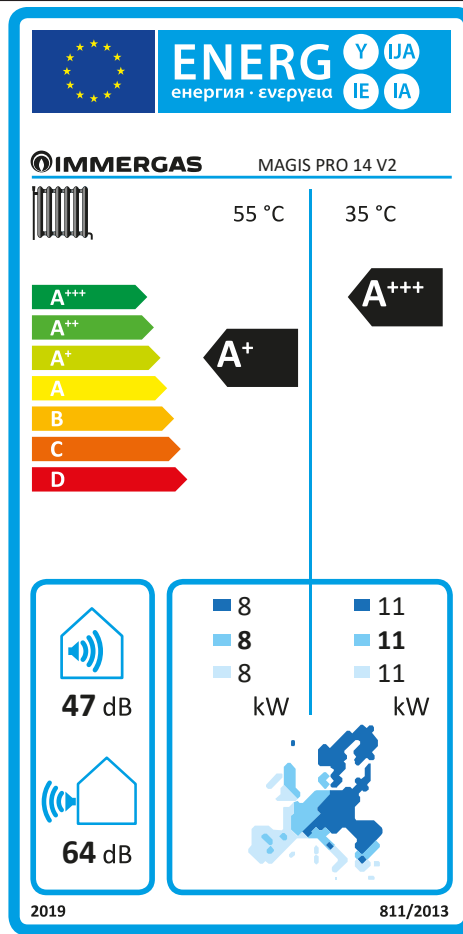 ENERG Y IJA
енергия · ενεργεια IE IA
IMMERGAS MAGIS PRO 14 V2
55 °C 35 °C
A+++
A+++
A++
A+
A+
A
B
C
D
8 11
8 11
8 11
kW kW
47 dB
64 dB
2019 811/2013